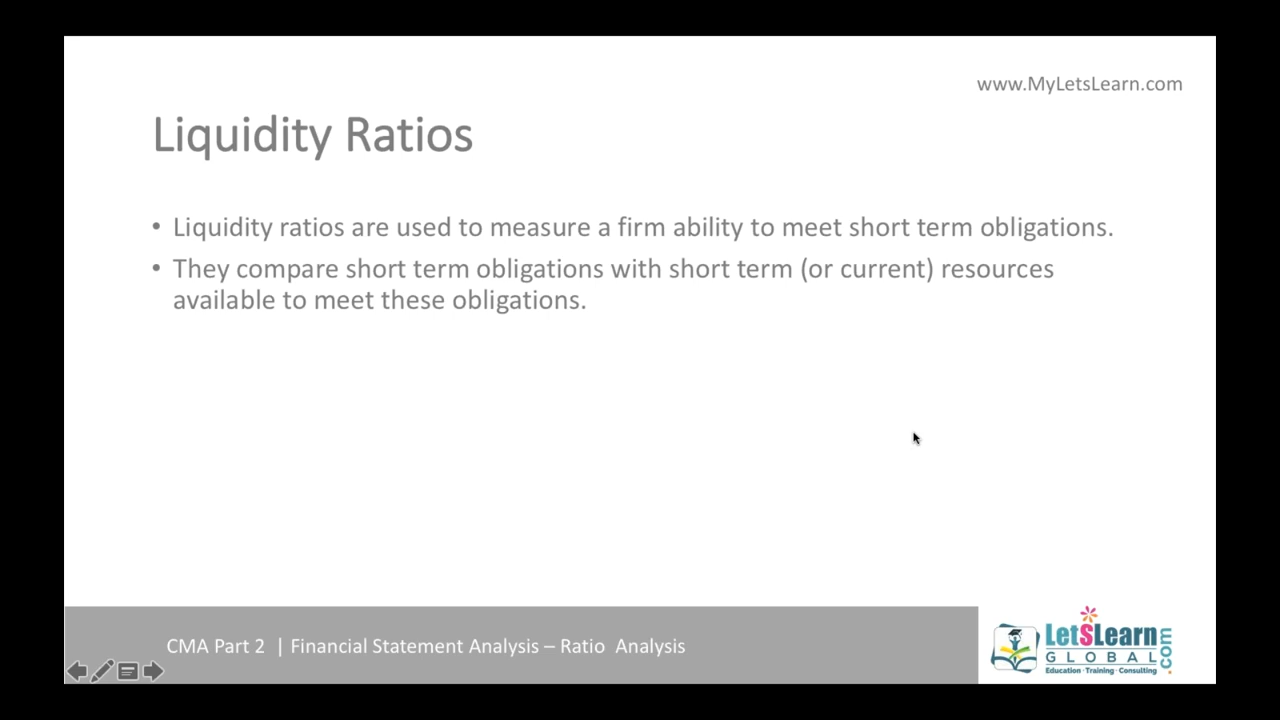 www.MyLetsLearn.com
Liquidity Ratios
• Liquidity ratios are used to measure a firm ability to meet short term obligations.
• They compare short term obligations with short term (or current) resources
available to meet these obligations.
CMA Part 2 | Financial Statement Analysis – Ratio Analysis
LetSLearn
.com
GLOBAL
Education · Training · Consulting